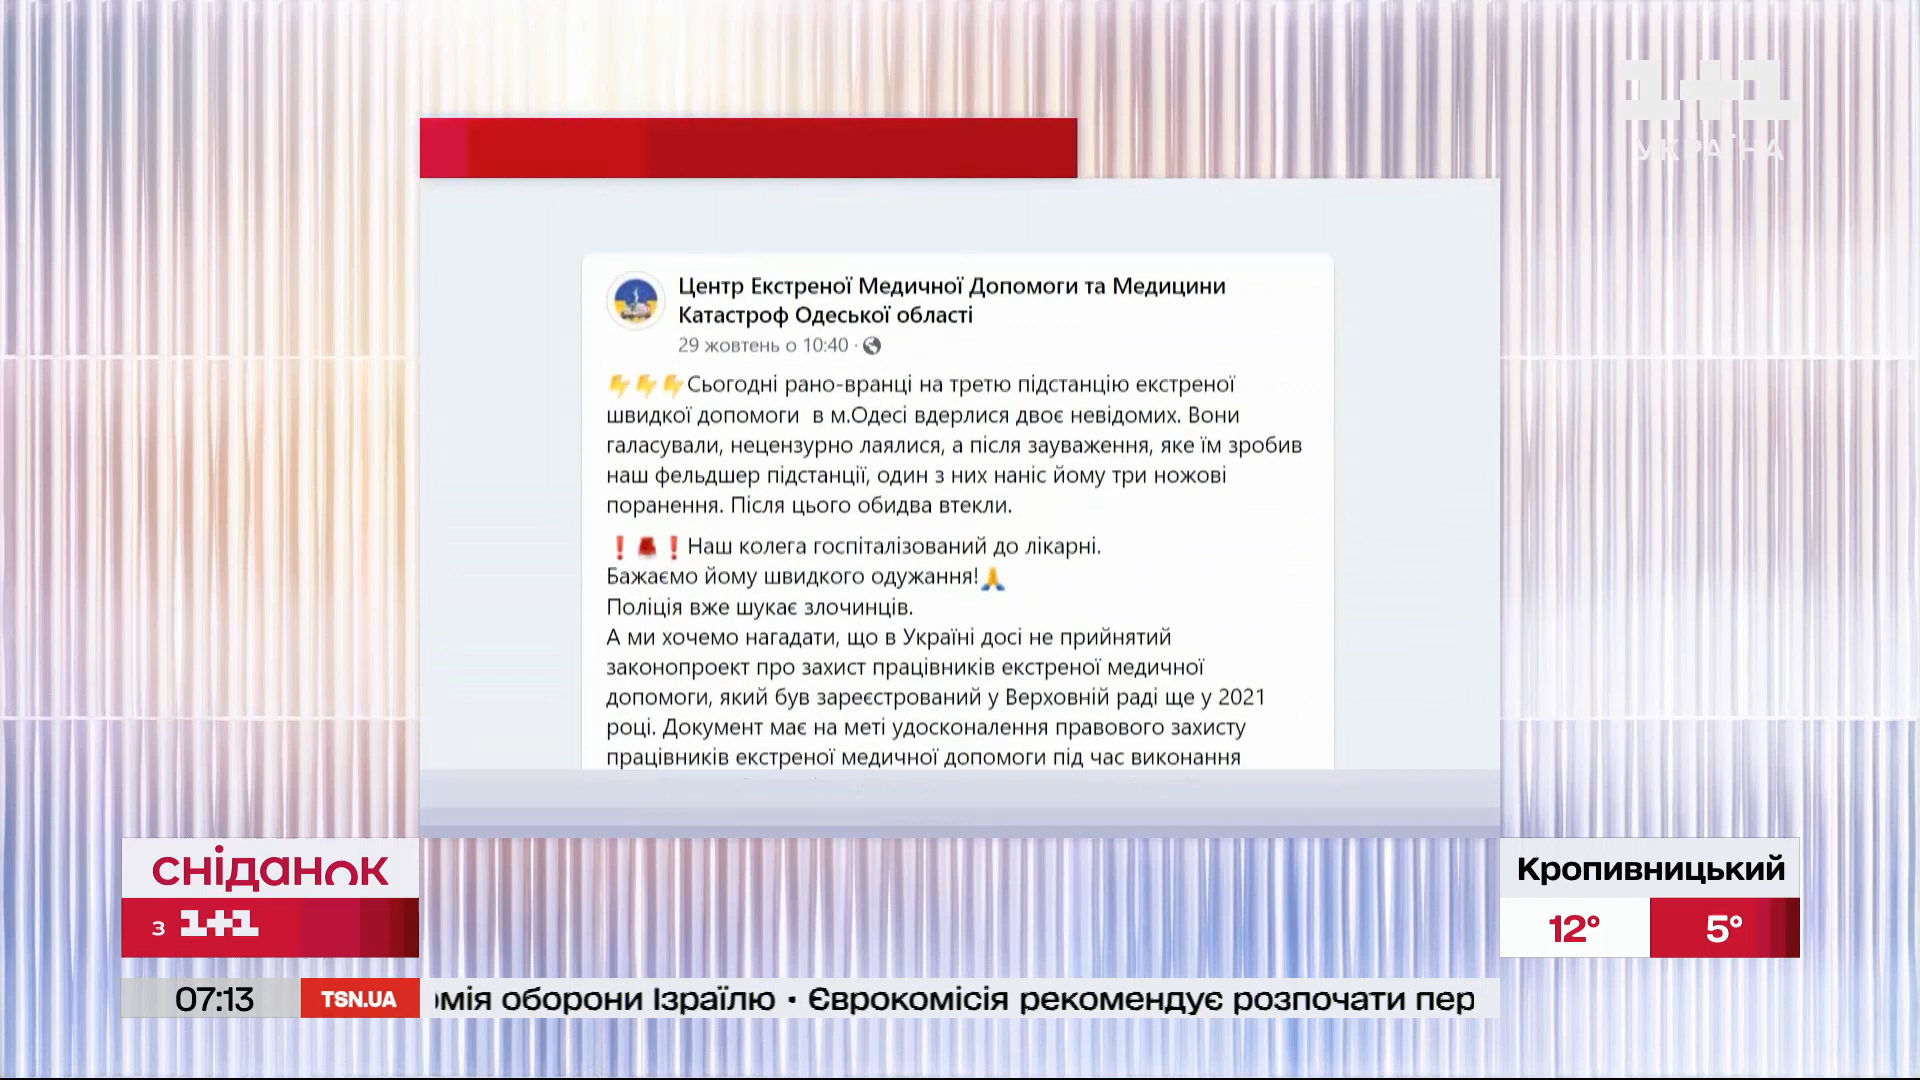 1+1
УКРАЇНА
Центр Екстреної Медичної Допомоги та Медицини
Катастроф Одеської області
29 жовтень о 10:40 ·
Сьогодні рано-вранці на третю підстанцію екстреної
швидкої допомоги в м.Одесі вдерлися двоє невідомих. Вони
галасували, нецензурно лаялися, а після зауваження, яке їм зробив
наш фельдшер підстанції, один з них наніс йому три ножові
поранення. Після цього обидва втекли.
❗❗Наш колега госпіталізований до лікарні.
Бажаємо йому швидкого одужання!
Поліція вже шукає злочинців.
А ми хочемо нагадати, що в Україні досі не прийнятий
законопроект про захист працівників екстреної медичної
допомоги, який був зареєстрований у Верховній раді ще у 2021
році. Документ має на меті удосконалення правового захисту
працівників екстреної медичної допомоги під час виконання
СНІДАНОК
з 1+1
Кропивницький
12° 5°
07:13 TSN.UA оборони Ізраїлю • Єврокомісія рекомендує розпочати пер